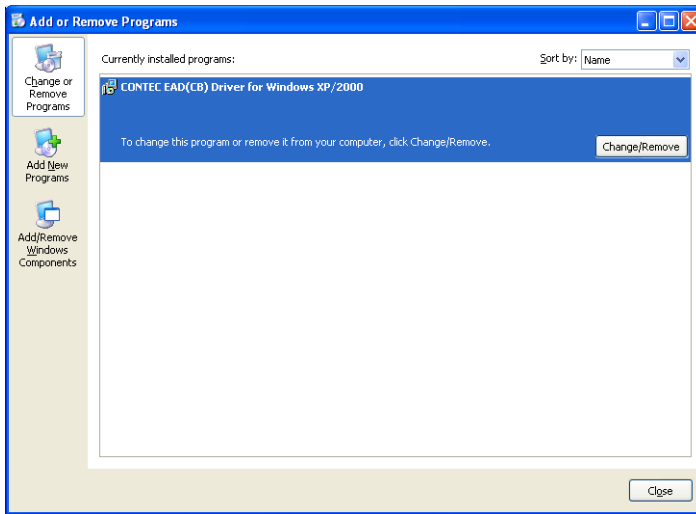 Add or Remove Programs
Change or
Remove
Programs
Add New
Programs
Add/Remove
Windows
Components
Currently installed programs:
Sort by: Name
CONTEC EAD(CB) Driver for Windows XP/2000
To change this program or remove it from your computer, click Change/Remove.
Change/Remove
Close